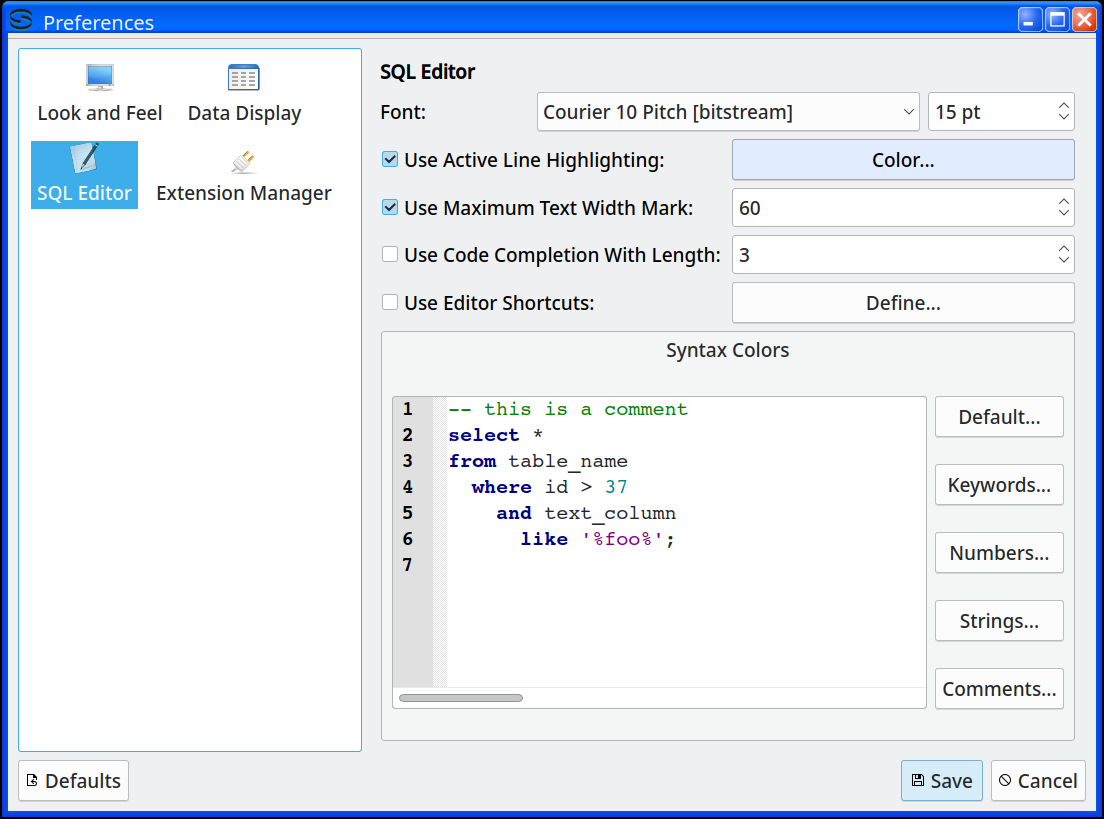 Preferences
Look and Feel
Data Display
SQL Editor
Extension Manager
SQL Editor
Font:
Courier 10 Pitch [bitstream]
15 pt
Use Active Line Highlighting:
Color...
Use Maximum Text Width Mark:
60
Use Code Completion With Length:
3
Use Editor Shortcuts:
Define...
Syntax Colors
1 -- this is a comment
2 select *
3 from table_name
4   where id > 37
5     and text_column
6       like '%foo%';
7
Default...
Keywords...
Numbers...
Strings...
Comments...
Defaults
Save
Cancel